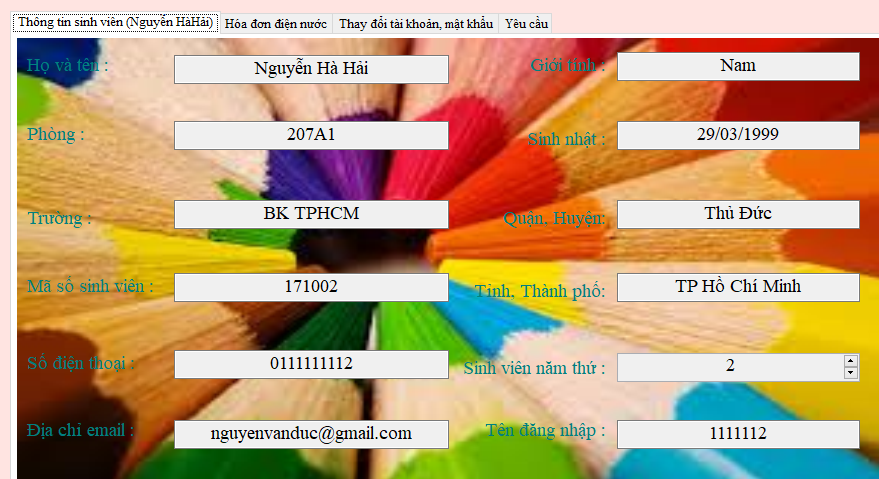 Thông tin sinh viên (Nguyễn HàHải) Hóa đơn điện nước Thay đổi tài khoản, mật khẩu Yêu cầu
Họ và tên : Nguyễn Hà Hải Giới tính : Nam
Phòng : 207A1 Sinh nhật : 29/03/1999
Trường : BK TPHCM Quận, Huyện: Thủ Đức
Mã số sinh viên : 171002 Tỉnh, Thành phố: TP Hồ Chí Minh
Số điện thoại : 0111111112 Sinh viên năm thứ : 2
Địa chỉ email : nguyenvanduc@gmail.com Tên đăng nhập : 1111112